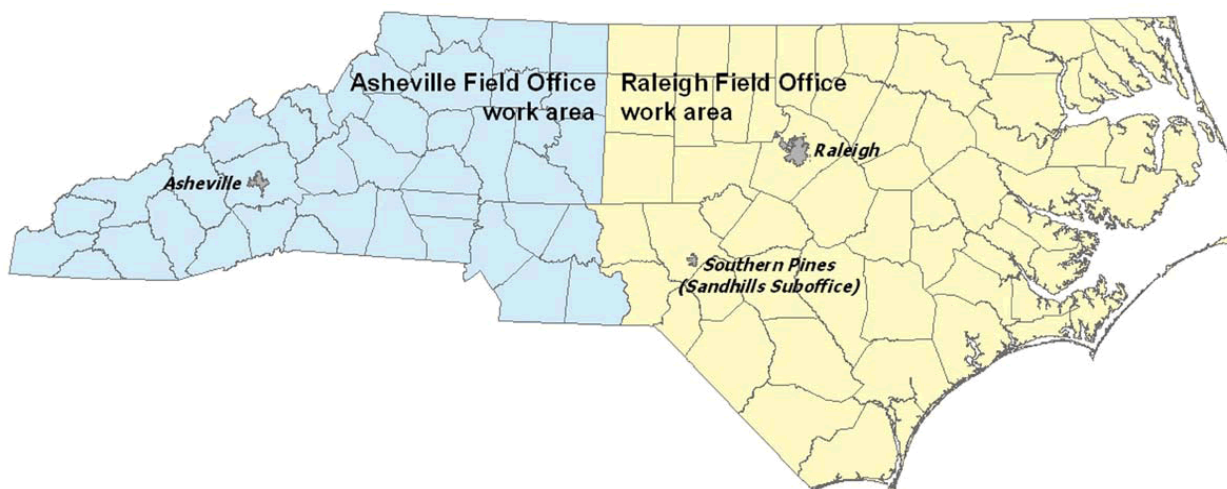 Asheville Field Office
work area
Raleigh Field Office
work area
Raleigh
Asheville
Southern Pines
(Sandhills Suboffice)